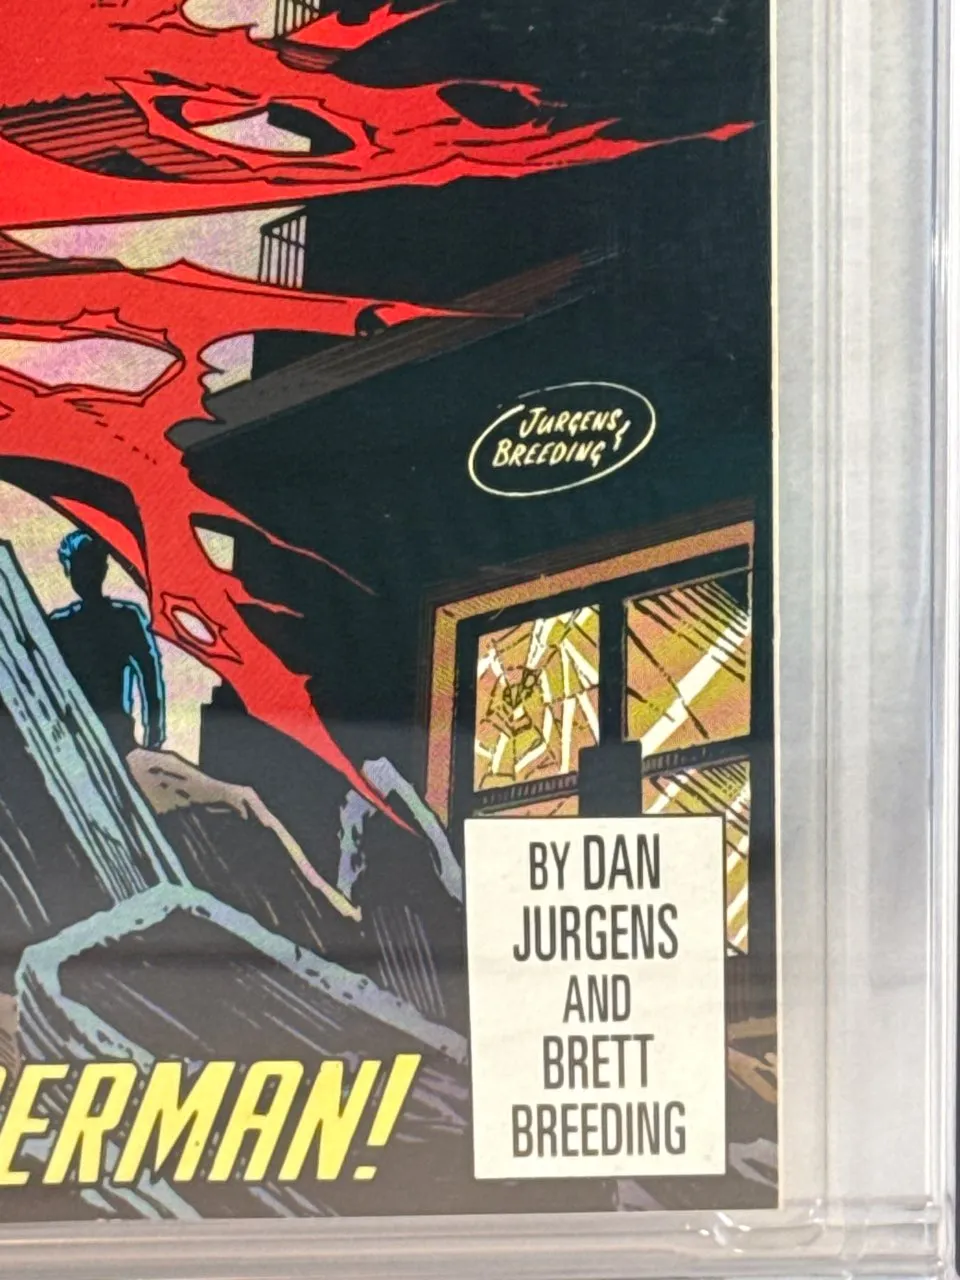 JURGENS &
BREEDING
BY DAN
JURGENS
AND
BRETT
BREEDING
ERMAN!